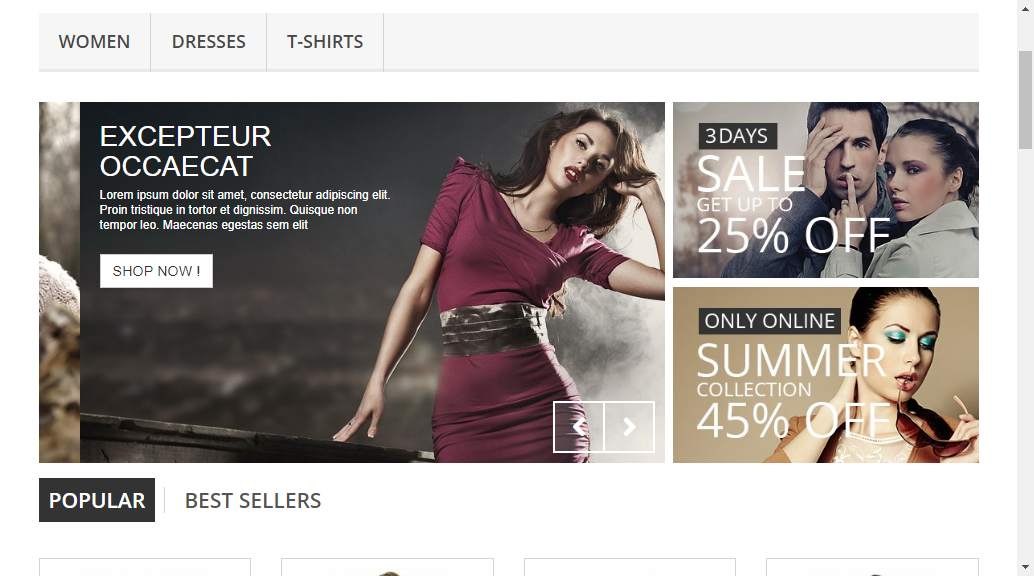 WOMEN
DRESSES
T-SHIRTS
EXCEPTEUR
OCCAECAT
Lorem ipsum dolor sit amet, consectetur adipiscing elit.
Proin tristique in tortor et dignissim. Quisque non
tempor leo. Maecenas egestas sem elit
SHOP NOW !
3 DAYS
SALE
GET UP TO
25% OFF
ONLY ONLINE
SUMMER
COLLECTION
45% OFF
POPULAR
BEST SELLERS